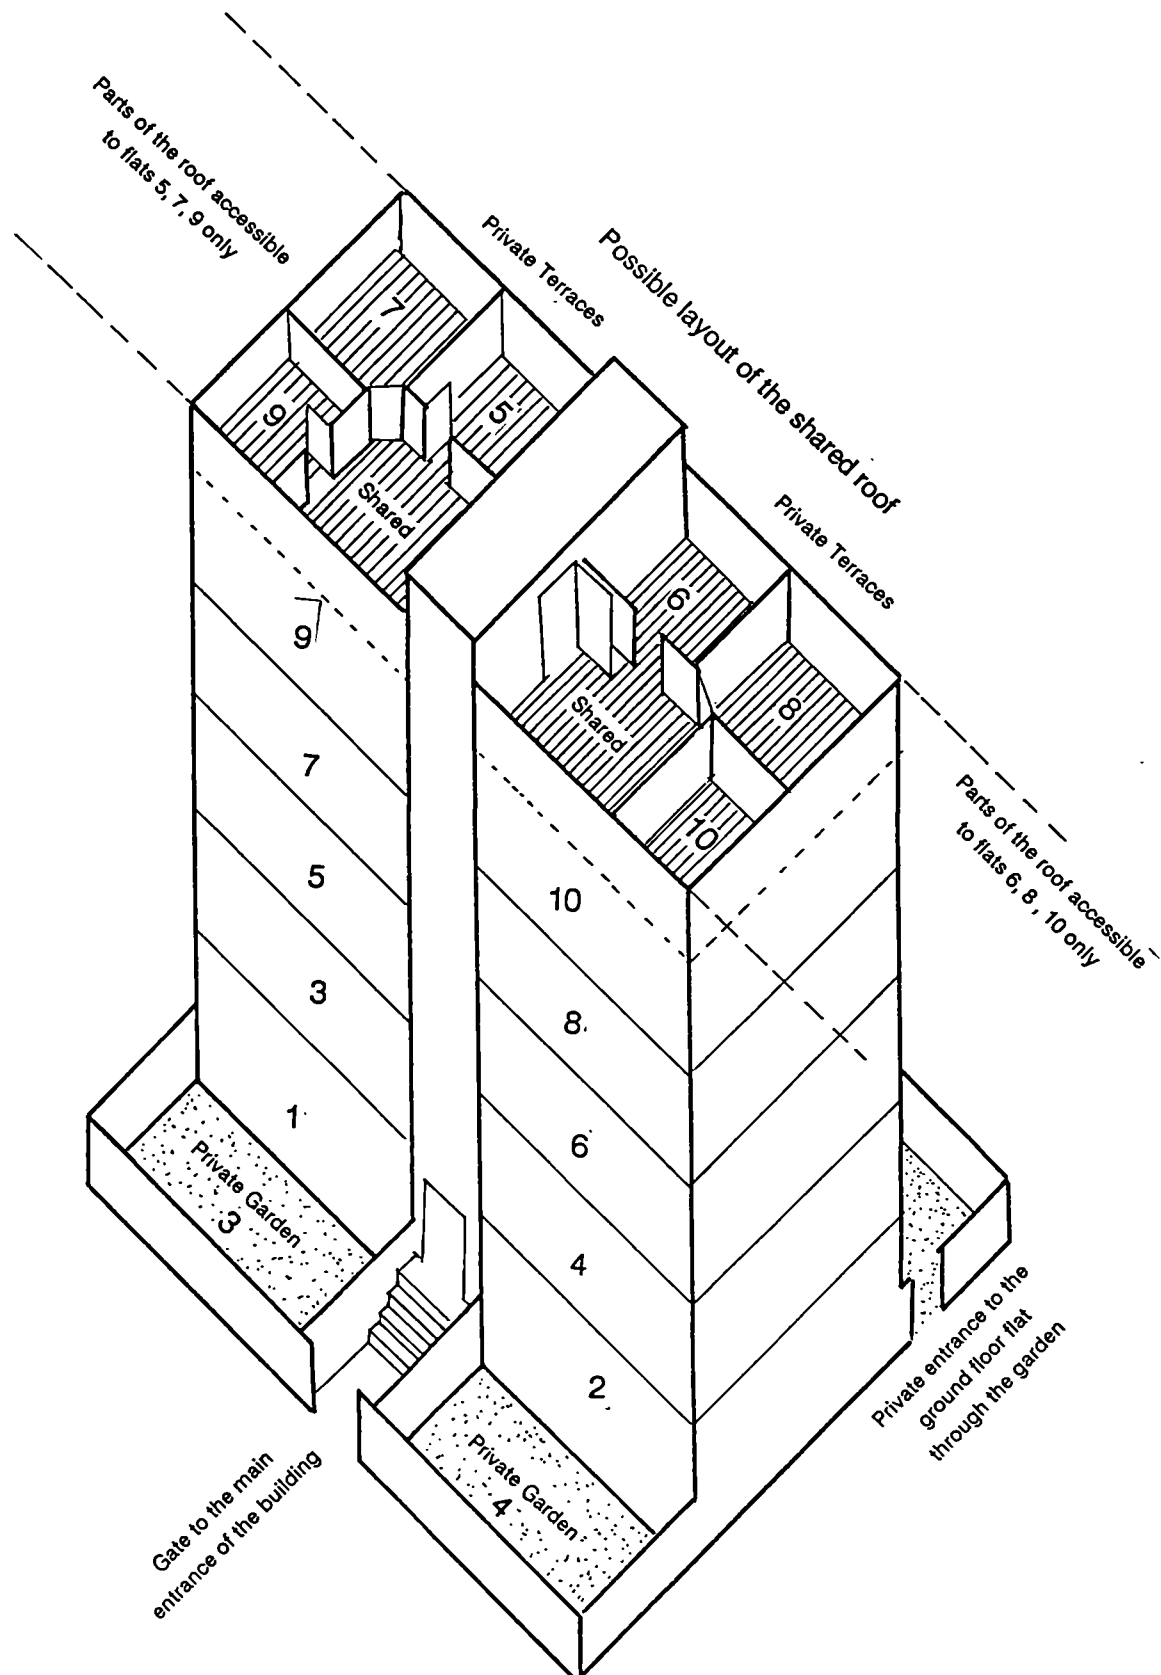 Parts of the roof accessible
to flats 5, 7, 9 only
Private Terraces
Possible layout of the shared roof
7
9
5
Shared
Private Terraces
6
8
Shared
10
Parts of the roof accessible
to flats 6, 8, 10 only
9
7
5
3
1
10
8
6
4
2
Private Garden
3
Private Garden
4
Gate to the main
entrance of the building
Private entrance to the
ground floor flat
through the garden